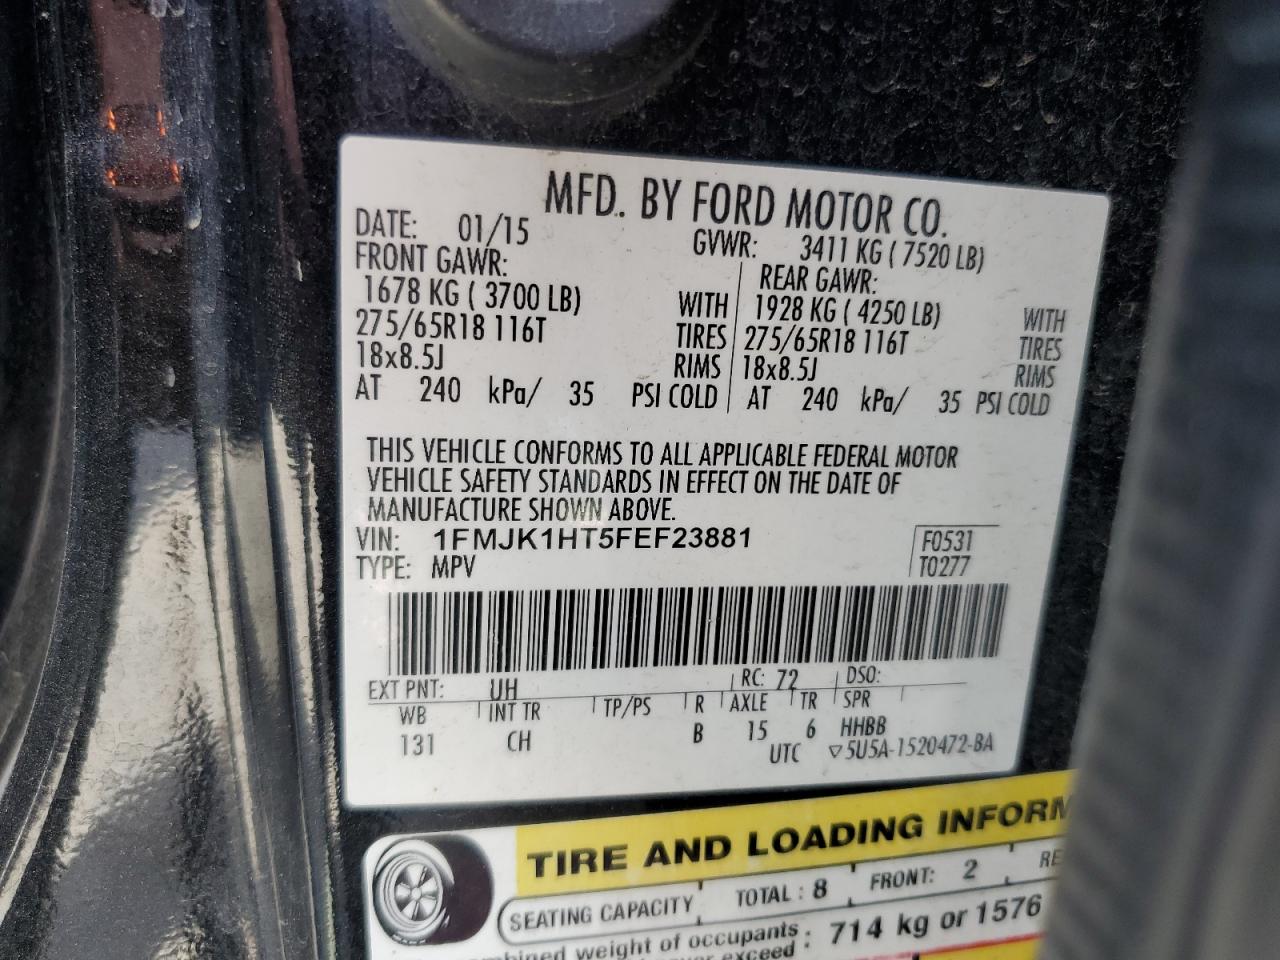 MFD. BY FORD MOTOR CO.
DATE: 01/15 GVWR: 3411 KG ( 7520 LB)
FRONT GAWR: REAR GAWR:
1678 KG ( 3700 LB) WITH 1928 KG ( 4250 LB) WITH
275/65R18 116T TIRES 275/65R18 116T TIRES
18x8.5J RIMS 18x8.5J RIMS
AT 240 kPa/ 35 PSI COLD AT 240 kPa/ 35 PSI COLD
THIS VEHICLE CONFORMS TO ALL APPLICABLE FEDERAL MOTOR
VEHICLE SAFETY STANDARDS IN EFFECT ON THE DATE OF
MANUFACTURE SHOWN ABOVE.
VIN: 1FMJK1HT5FEF23881 F0531
TYPE: MPV T0277
EXT PNT: UH RC: 72 DSO:
WB INT TR TP/PS R AXLE TR SPR
131 CH B 15 6 HHBB
UTC ▽5U5A-1520472-BA
TIRE AND LOADING INFORM
SEATING CAPACITY TOTAL : 8 FRONT: 2 RE
mbined weight of occupants : 714 kg or 1576
exceed